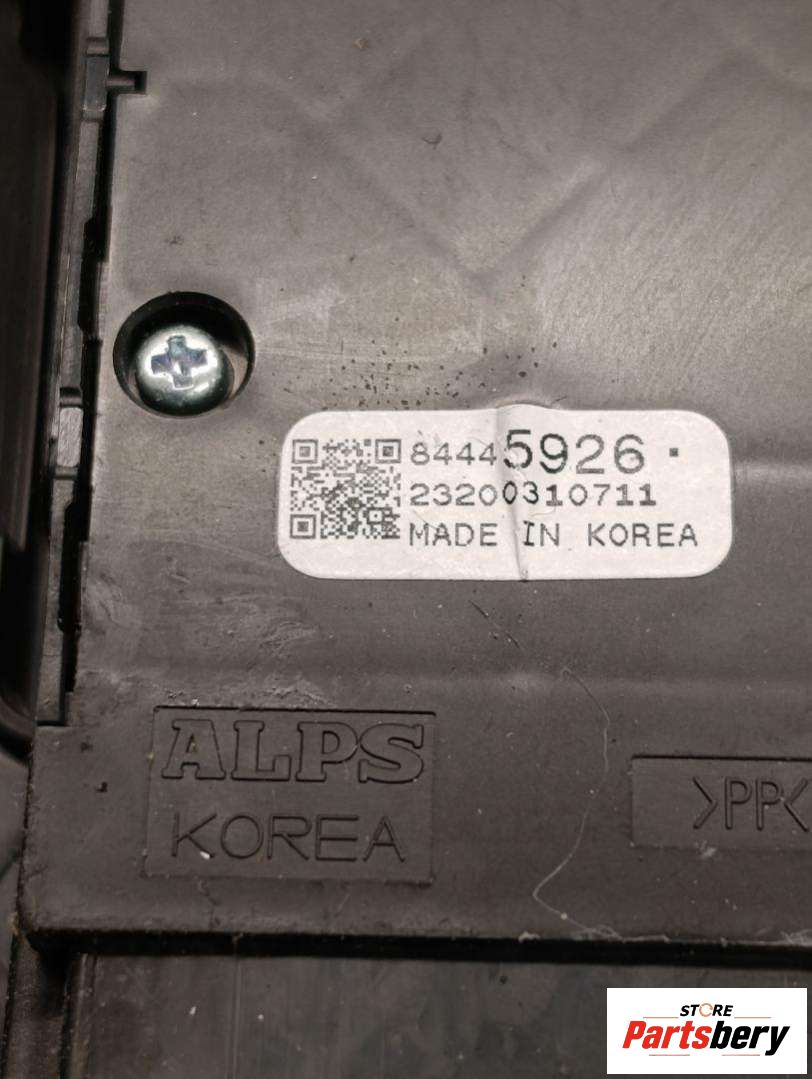 84445926
23200310711
MADE IN KOREA
ALPS
KOREA
>PP<
STORE
Partsbery